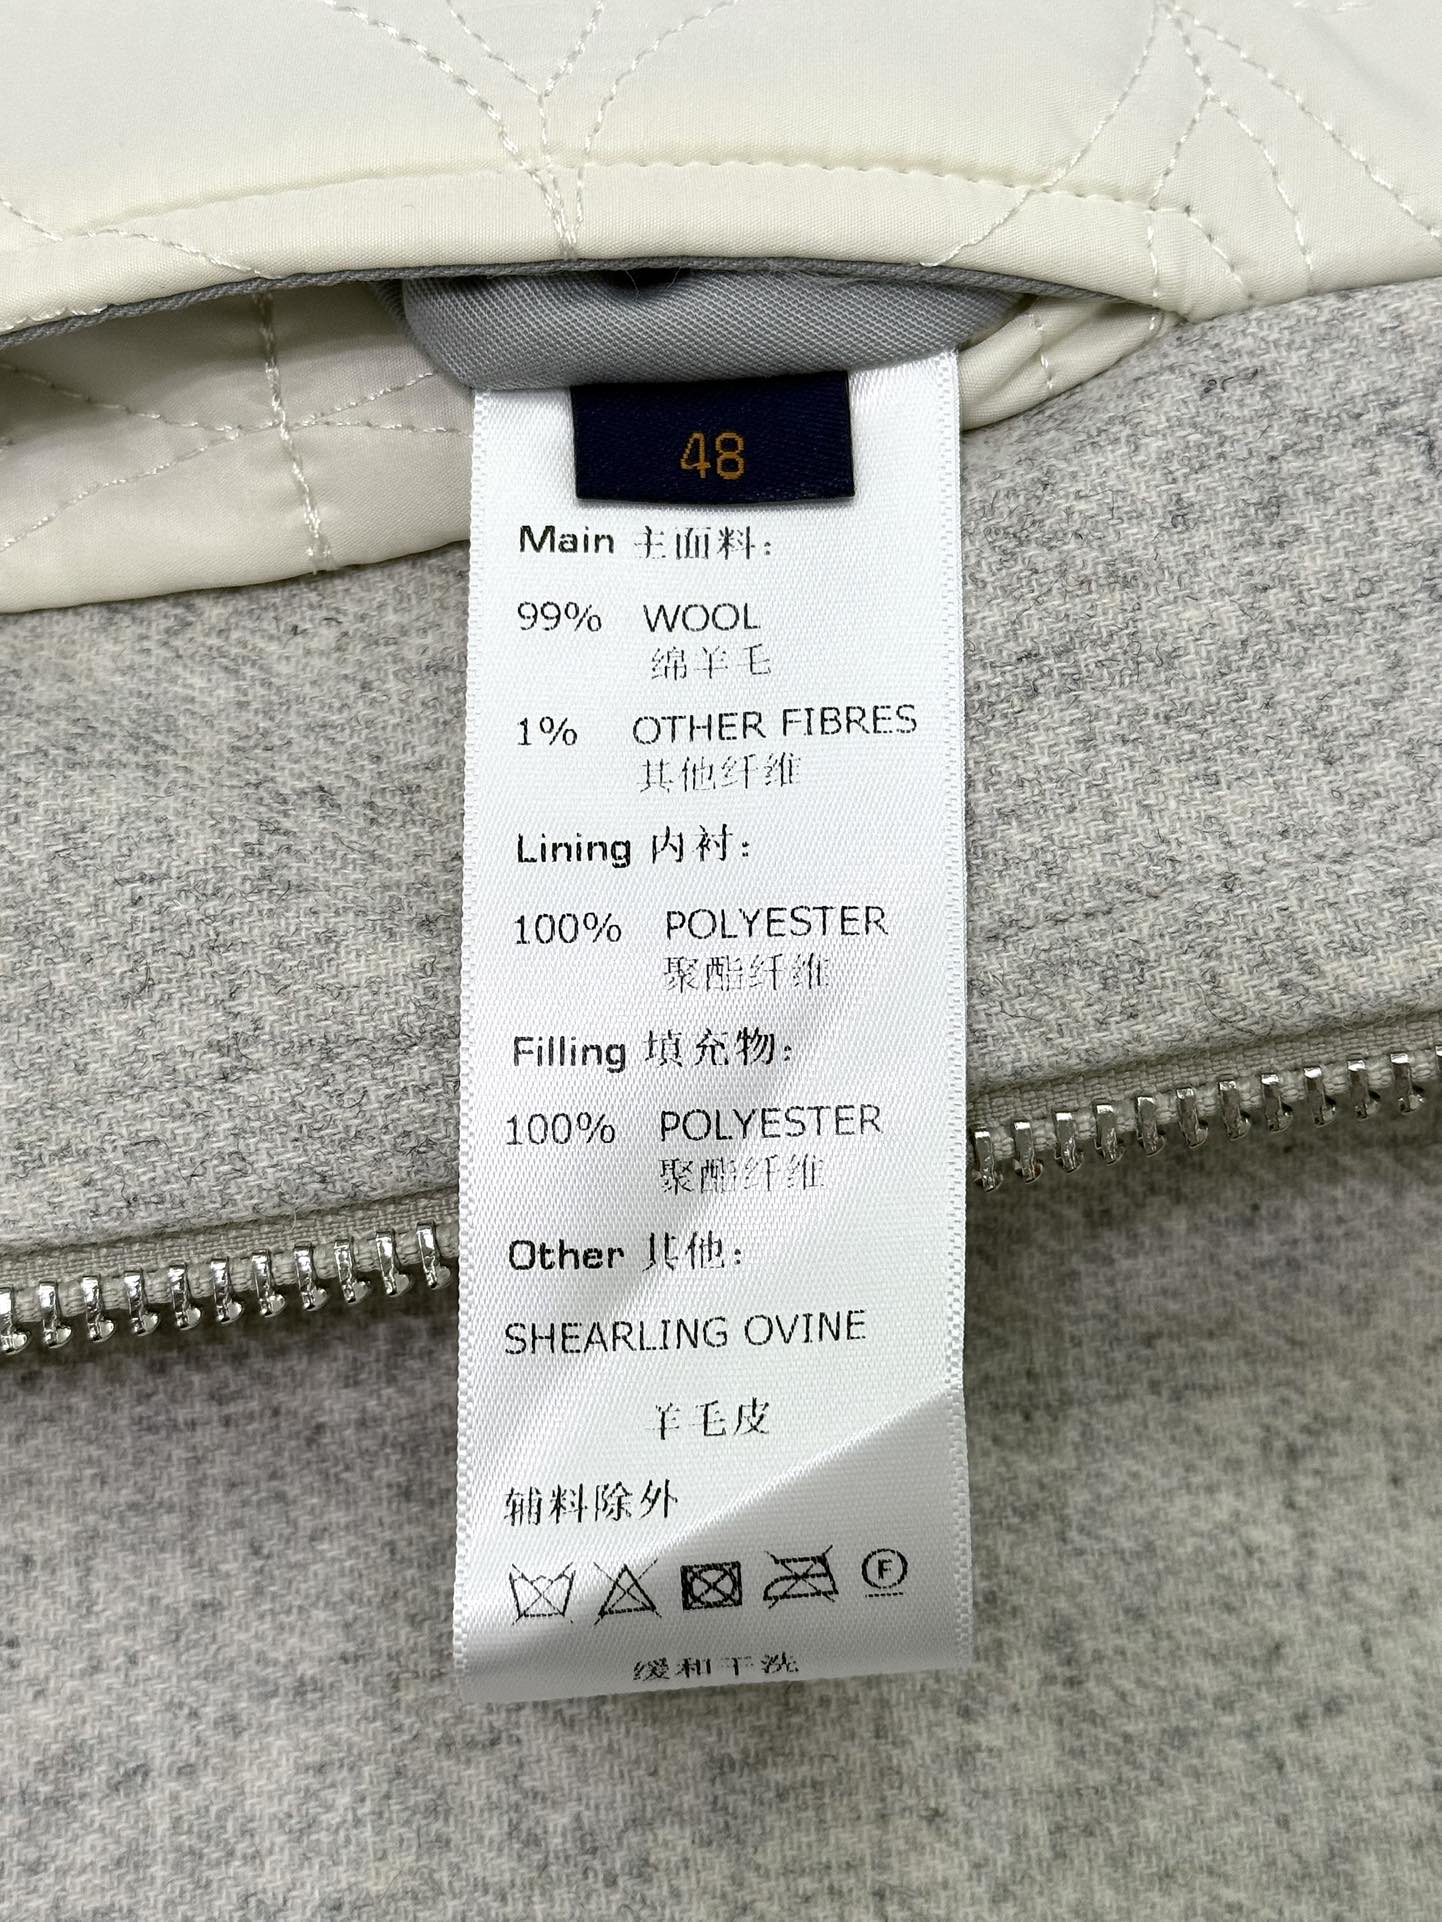 48
Main 主面料：
99% WOOL
绵羊毛
1% OTHER FIBRES
其他纤维
Lining 内衬：
100% POLYESTER
聚酯纤维
Filling 填充物：
100% POLYESTER
聚酯纤维
Other 其他：
SHEARLING OVINE
羊毛皮
辅料除外
F
缓和干洗